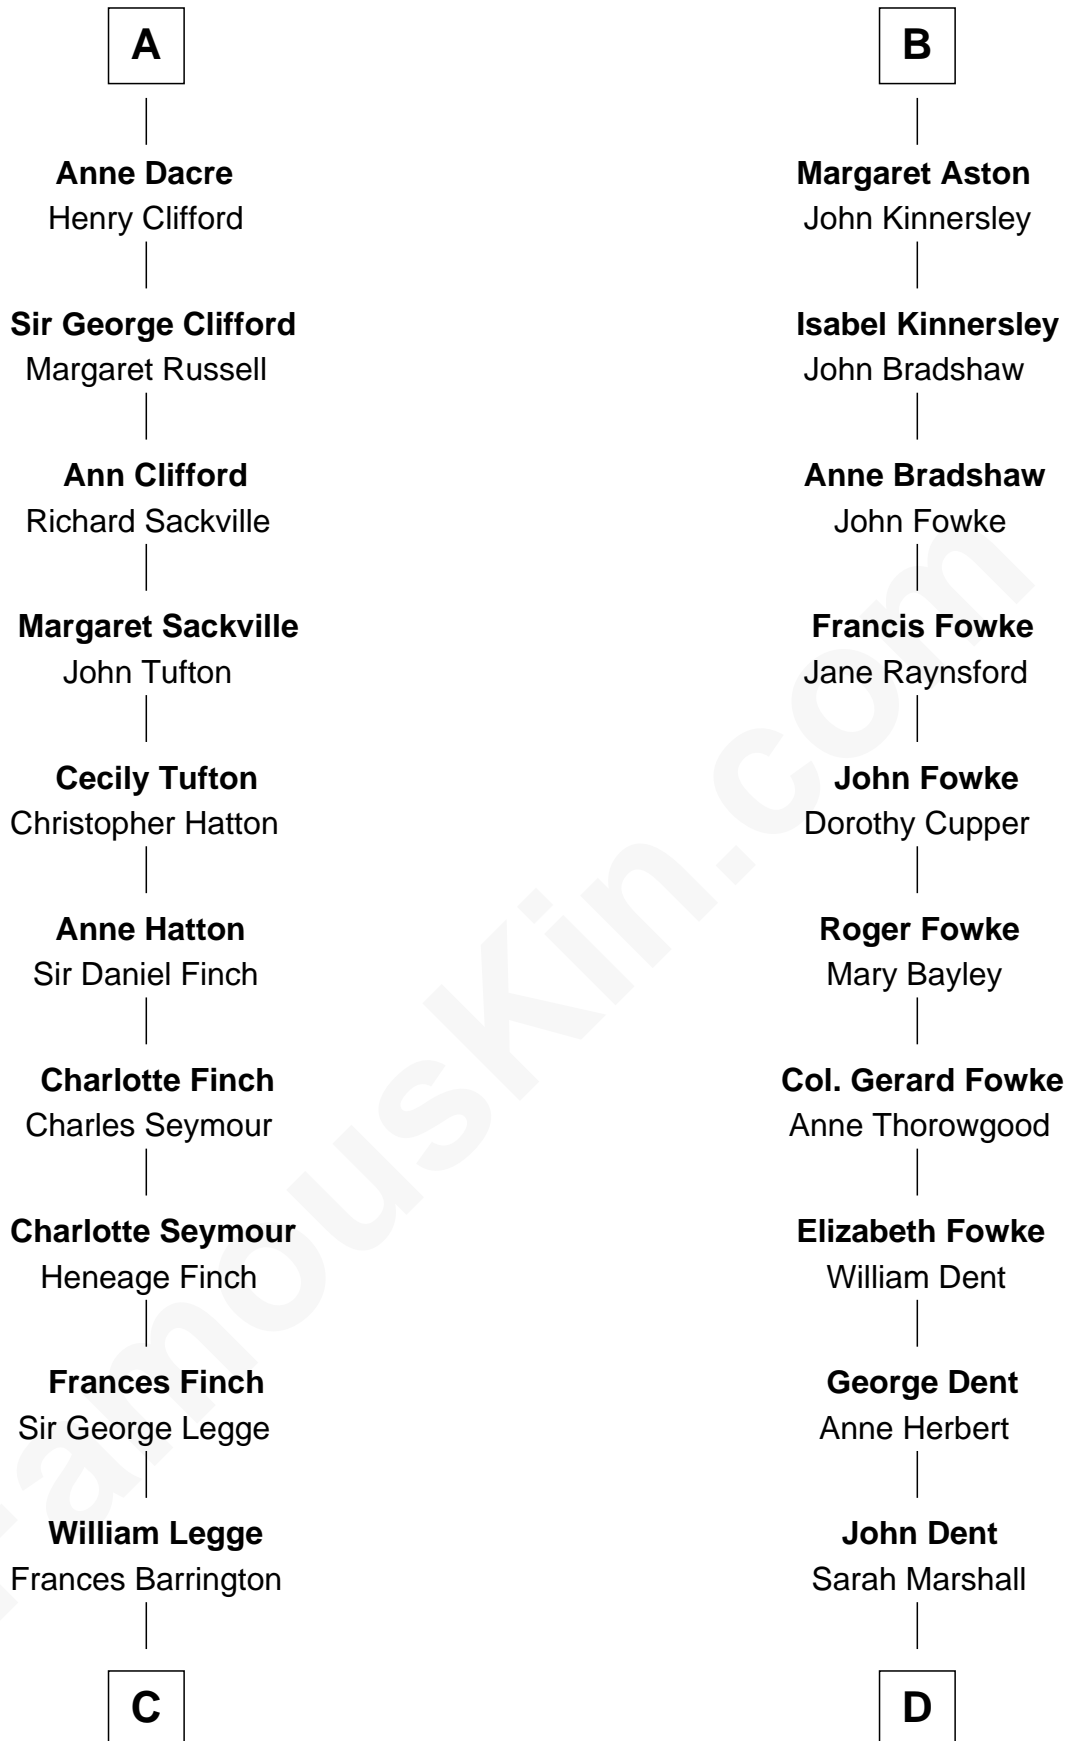 A
Anne Dacre
Henry Clifford
Sir George Clifford
Margaret Russell
Ann Clifford
Richard Sackville
Margaret Sackville
John Tufton
Cecily Tufton
Christopher Hatton
Anne Hatton
Sir Daniel Finch
Charlotte Finch
Charles Seymour
Charlotte Seymour
Heneage Finch
Frances Finch
Sir George Legge
William Legge
Frances Barrington
C
B
Margaret Aston
John Kinnersley
Isabel Kinnersley
John Bradshaw
Anne Bradshaw
John Fowke
Francis Fowke
Jane Raynsford
John Fowke
Dorothy Cupper
Roger Fowke
Mary Bayley
Col. Gerard Fowke
Anne Thorowgood
Elizabeth Fowke
William Dent
George Dent
Anne Herbert
John Dent
Sarah Marshall
D
FamousKin.com